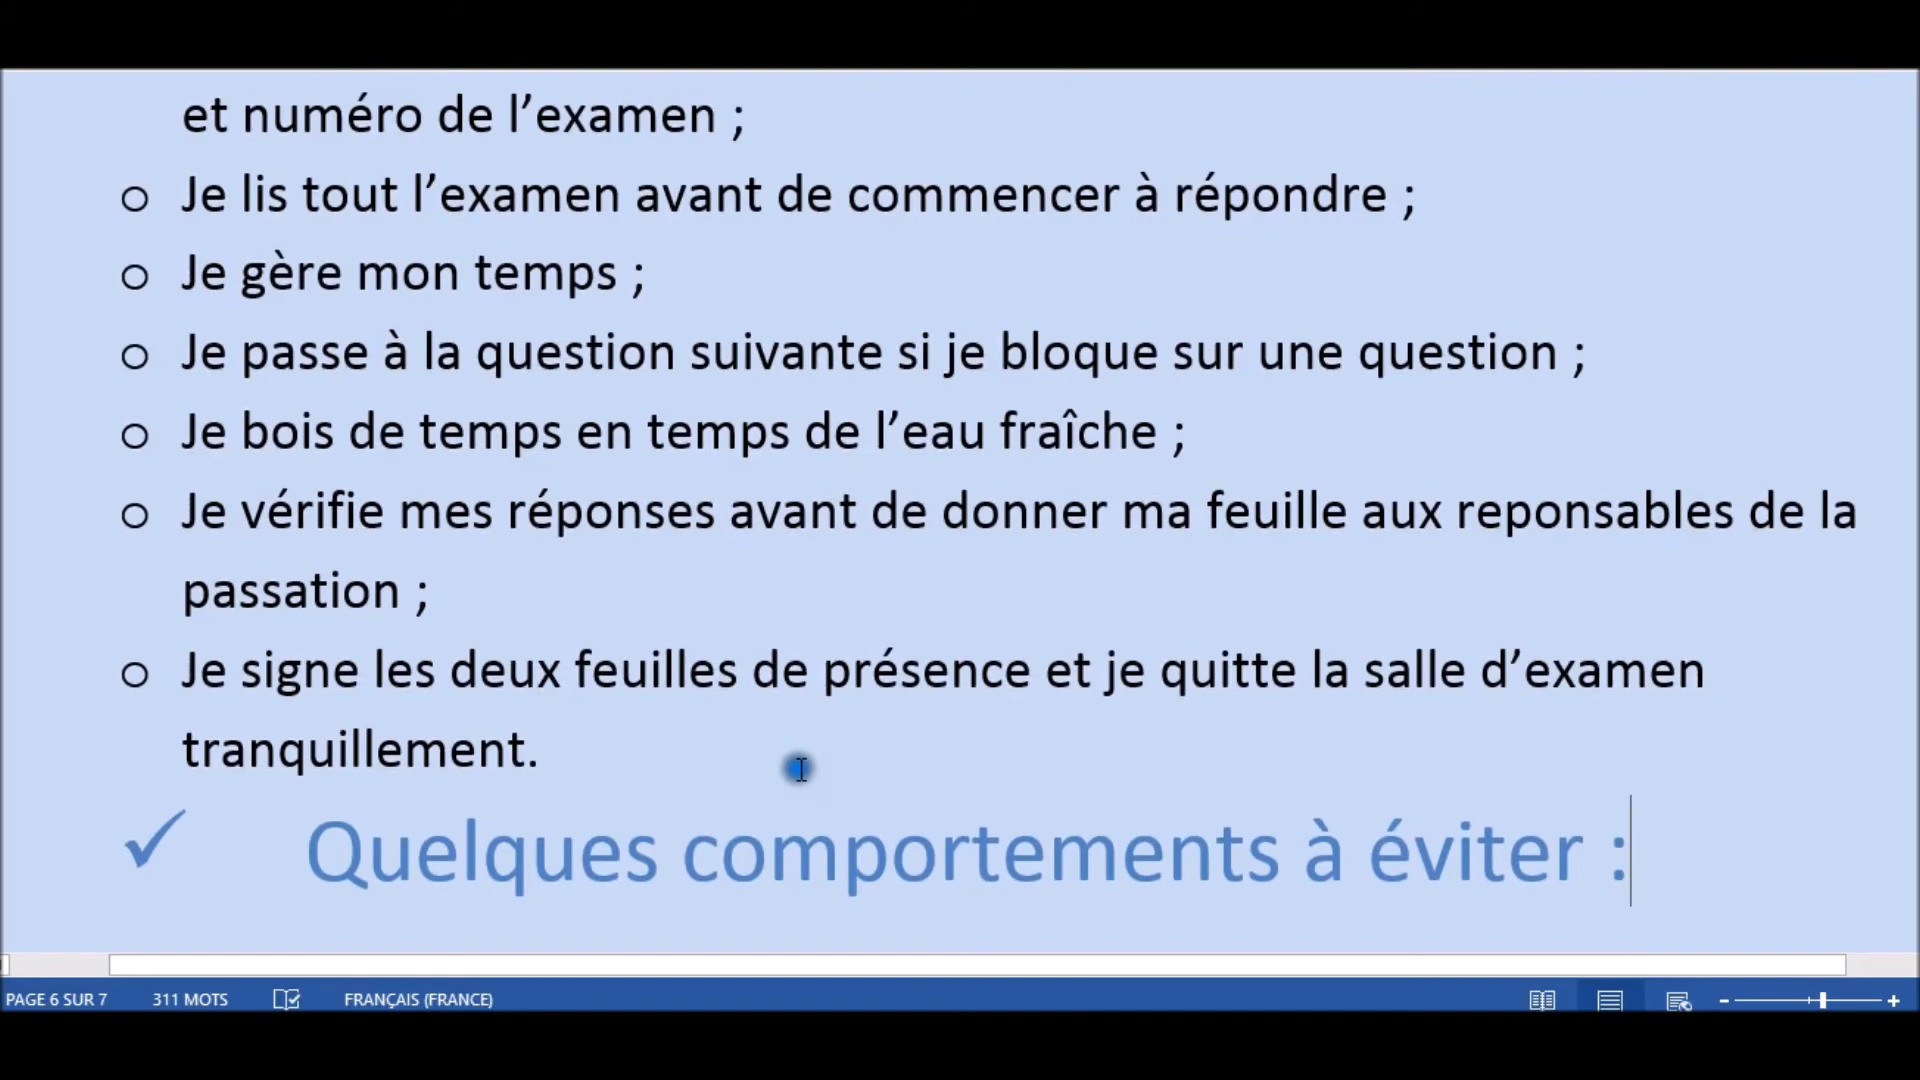 et numéro de l’examen ;
o Je lis tout l’examen avant de commencer à répondre ;
o Je gère mon temps ;
o Je passe à la question suivante si je bloque sur une question ;
o Je bois de temps en temps de l’eau fraîche ;
o Je vérifie mes réponses avant de donner ma feuille aux reponsables de la
passation ;
o Je signe les deux feuilles de présence et je quitte la salle d’examen
tranquillement.
✓ Quelques comportements à éviter :
PAGE 6 SUR 7 311 MOTS FRANÇAIS (FRANCE)